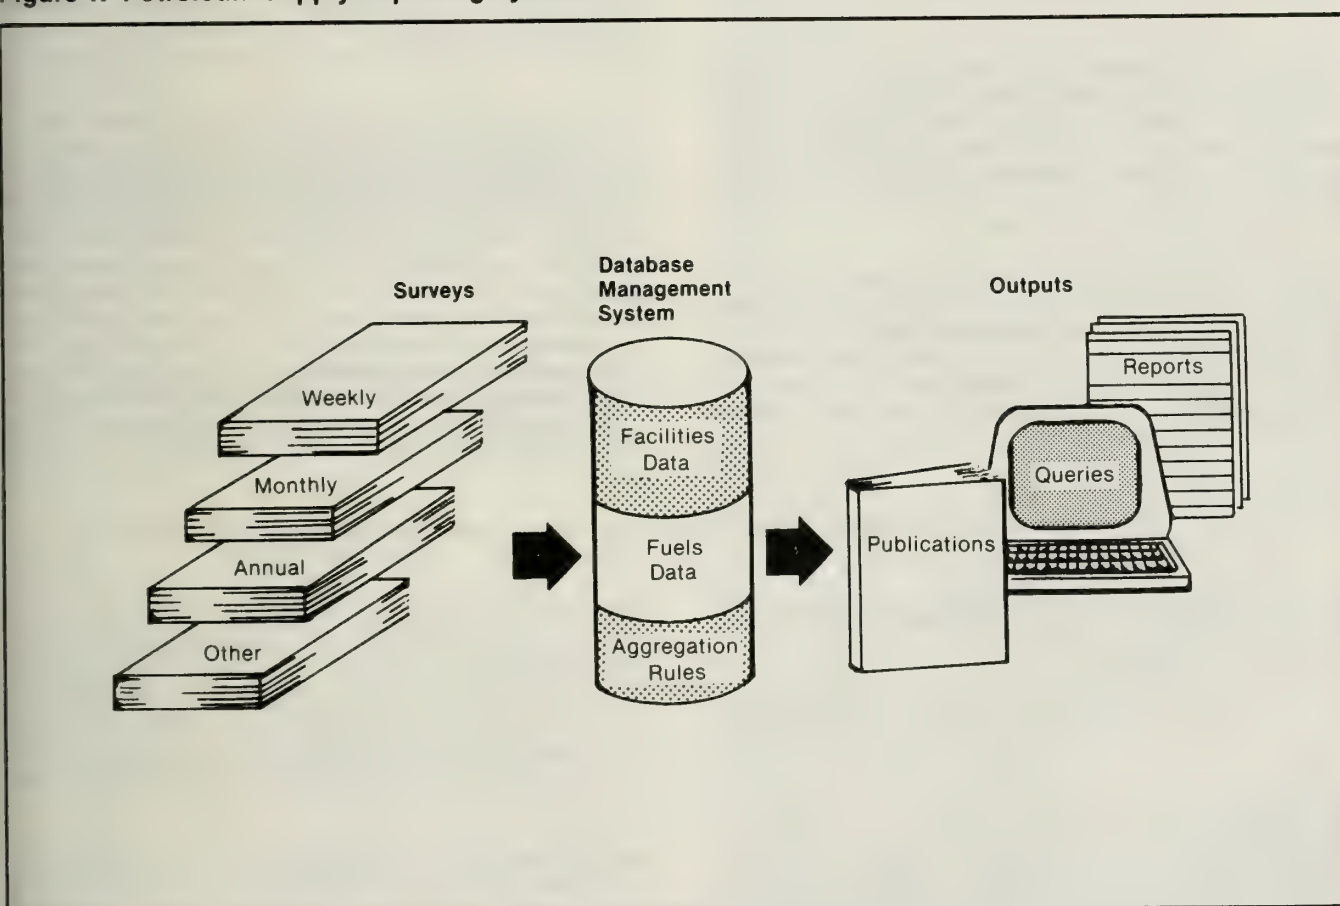 Surveys
Weekly
Monthly
Annual
Other
Database
Management
System
Facilities
Data
Fuels
Data
Aggregation
Rules
Outputs
Reports
Queries
Publications